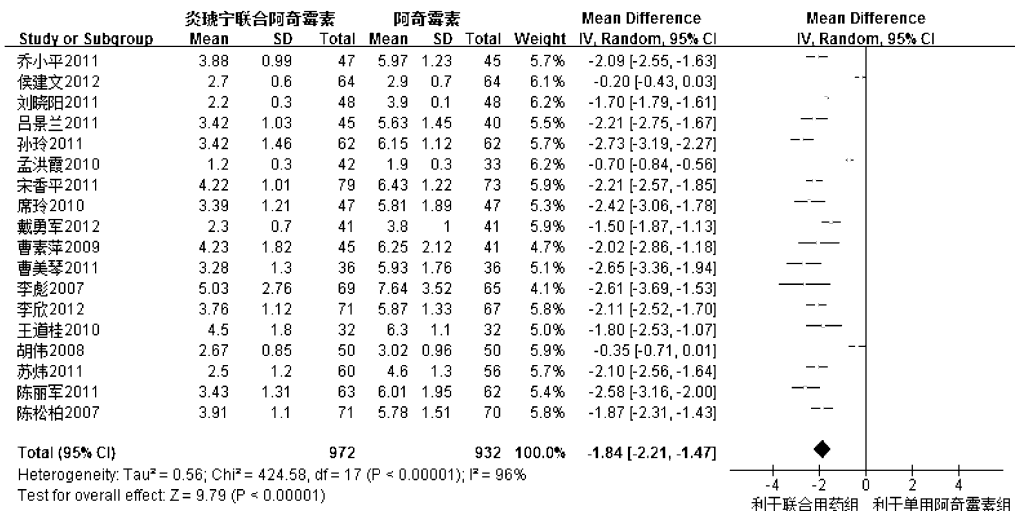 炎琥宁联合阿奇霉素 阿奇霉素 Mean Difference Mean Difference
Study or Subgroup Mean SD Total Mean SD Total Weight IV, Random, 95% CI IV, Random, 95% CI
乔小平2011 3.88 0.99 47 5.97 1.23 45 5.7% -2.09 [-2.55, -1.63]
侯建文2012 2.7 0.6 64 2.9 0.7 64 6.1% -0.20 [-0.43, 0.03]
刘晓阳2011 2.2 0.3 48 3.9 0.1 48 6.2% -1.70 [-1.79, -1.61]
吕景兰2011 3.42 1.03 45 5.63 1.45 40 5.5% -2.21 [-2.75, -1.67]
孙玲2011 3.42 1.46 62 6.15 1.12 62 5.7% -2.73 [-3.19, -2.27]
孟洪霞2010 1.2 0.3 42 1.9 0.3 33 6.2% -0.70 [-0.84, -0.56]
宋香平2011 4.22 1.01 79 6.43 1.22 73 5.9% -2.21 [-2.57, -1.85]
席玲2010 3.39 1.21 47 5.81 1.89 47 5.2% -2.42 [-3.06, -1.78]
戴勇军2012 2.3 0.7 41 3.8 1 41 5.9% -1.50 [-1.87, -1.13]
曹素萍2009 4.23 1.82 45 6.25 2.12 41 4.7% -2.02 [-2.86, -1.18]
曹美琴2011 3.28 1.3 36 5.93 1.76 36 5.1% -2.65 [-3.36, -1.94]
李彪2007 5.03 2.76 69 7.64 3.52 65 4.1% -2.61 [-3.69, -1.53]
李欣2012 3.76 1.12 71 5.87 1.33 67 5.8% -2.11 [-2.52, -1.70]
王道桂2010 4.5 1.8 32 6.3 1.1 32 5.0% -1.80 [-2.53, -1.07]
胡伟2008 2.67 0.85 50 3.02 0.96 50 5.9% -0.35 [-0.71, 0.01]
苏炜2011 2.5 1.2 60 4.6 1.3 56 5.7% -2.10 [-2.56, -1.64]
陈丽军2011 3.43 1.31 63 6.01 1.95 62 5.4% -2.58 [-3.16, -2.00]
陈松柏2007 3.91 1.1 71 5.78 1.51 70 5.8% -1.87 [-2.31, -1.43]
Total (95% CI) 972 932 100.0% -1.84 [-2.21, -1.47]
Heterogeneity: Tau² = 0.56; Chi² = 424.58, df = 17 (P < 0.00001); I² = 96%
Test for overall effect: Z = 9.79 (P < 0.00001)
-4 -2 0 2 4
利于联合用药组 利于单用阿奇霉素组